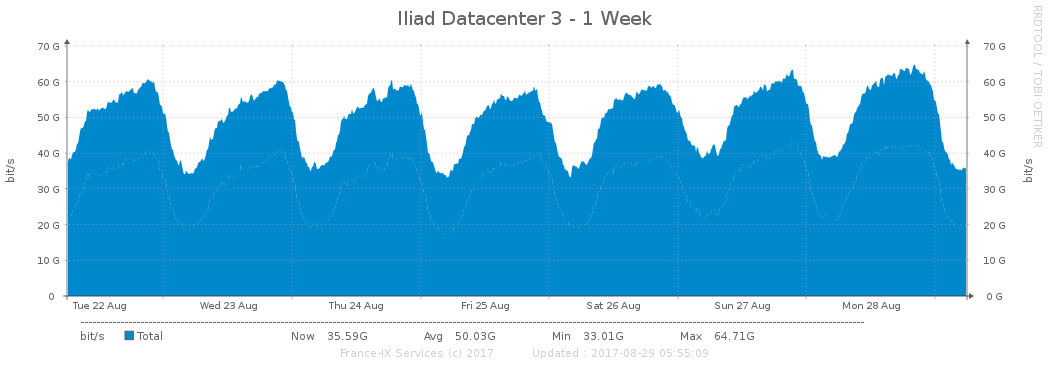 Iliad Datacenter 3 - 1 Week
RRDTOOL / TOBI OETIKER
70 G 70 G
60 G 60 G
50 G 50 G
40 G 40 G
30 G 30 G
20 G 20 G
10 G 10 G
0 0 G
bit/s bit/s
Tue 22 Aug Wed 23 Aug Thu 24 Aug Fri 25 Aug Sat 26 Aug Sun 27 Aug Mon 28 Aug
bit/s Total Now 35.59G Avg 50.03G Min 33.01G Max 64.71G
France-IX Services (c) 2017 Updated : 2017-08-29 05:55:09